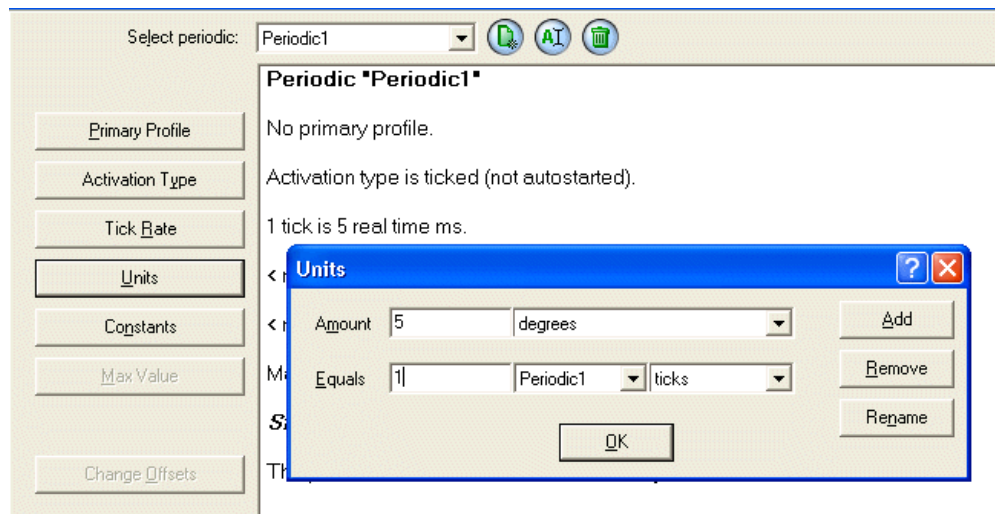 Select periodic: Periodic1
Periodic "Periodic1"
Primary Profile
No primary profile.
Activation Type
Activation type is ticked (not autostarted).
Tick Rate
1 tick is 5 real time ms.
Units
Constants
Max Value
Change Offsets
Units
Amount 5 degrees
Add
Equals 1 Periodic1 ticks
Remove
Rename
OK